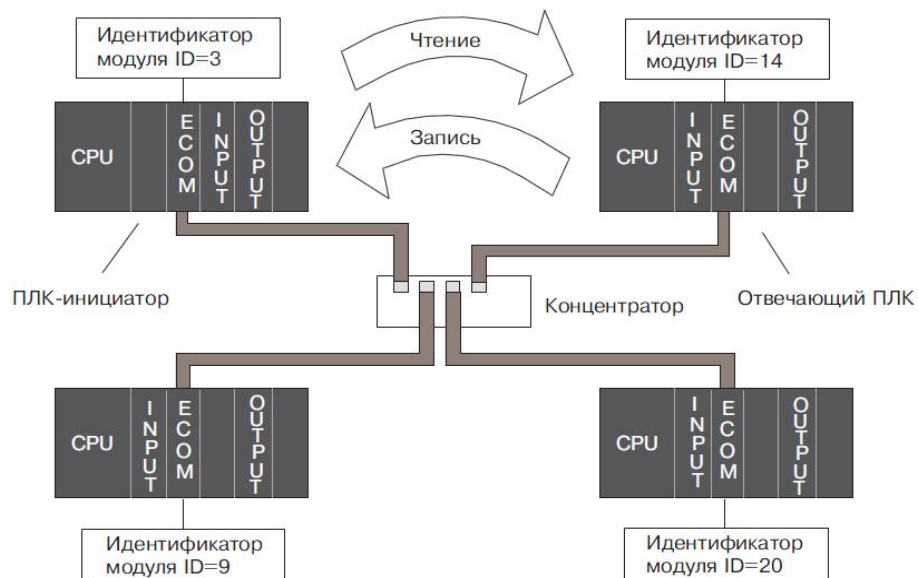 Идентификатор
модуля ID=3
Чтение
Идентификатор
модуля ID=14
Запись
CPU
ECOM
INPUT
OUTPUT
CPU
INPUT
ECOM
OUTPUT
ПЛК-инициатор
Концентратор
Отвечающий ПЛК
CPU
INPUT
ECOM
OUTPUT
CPU
INPUT
ECOM
OUTPUT
Идентификатор
модуля ID=9
Идентификатор
модуля ID=20